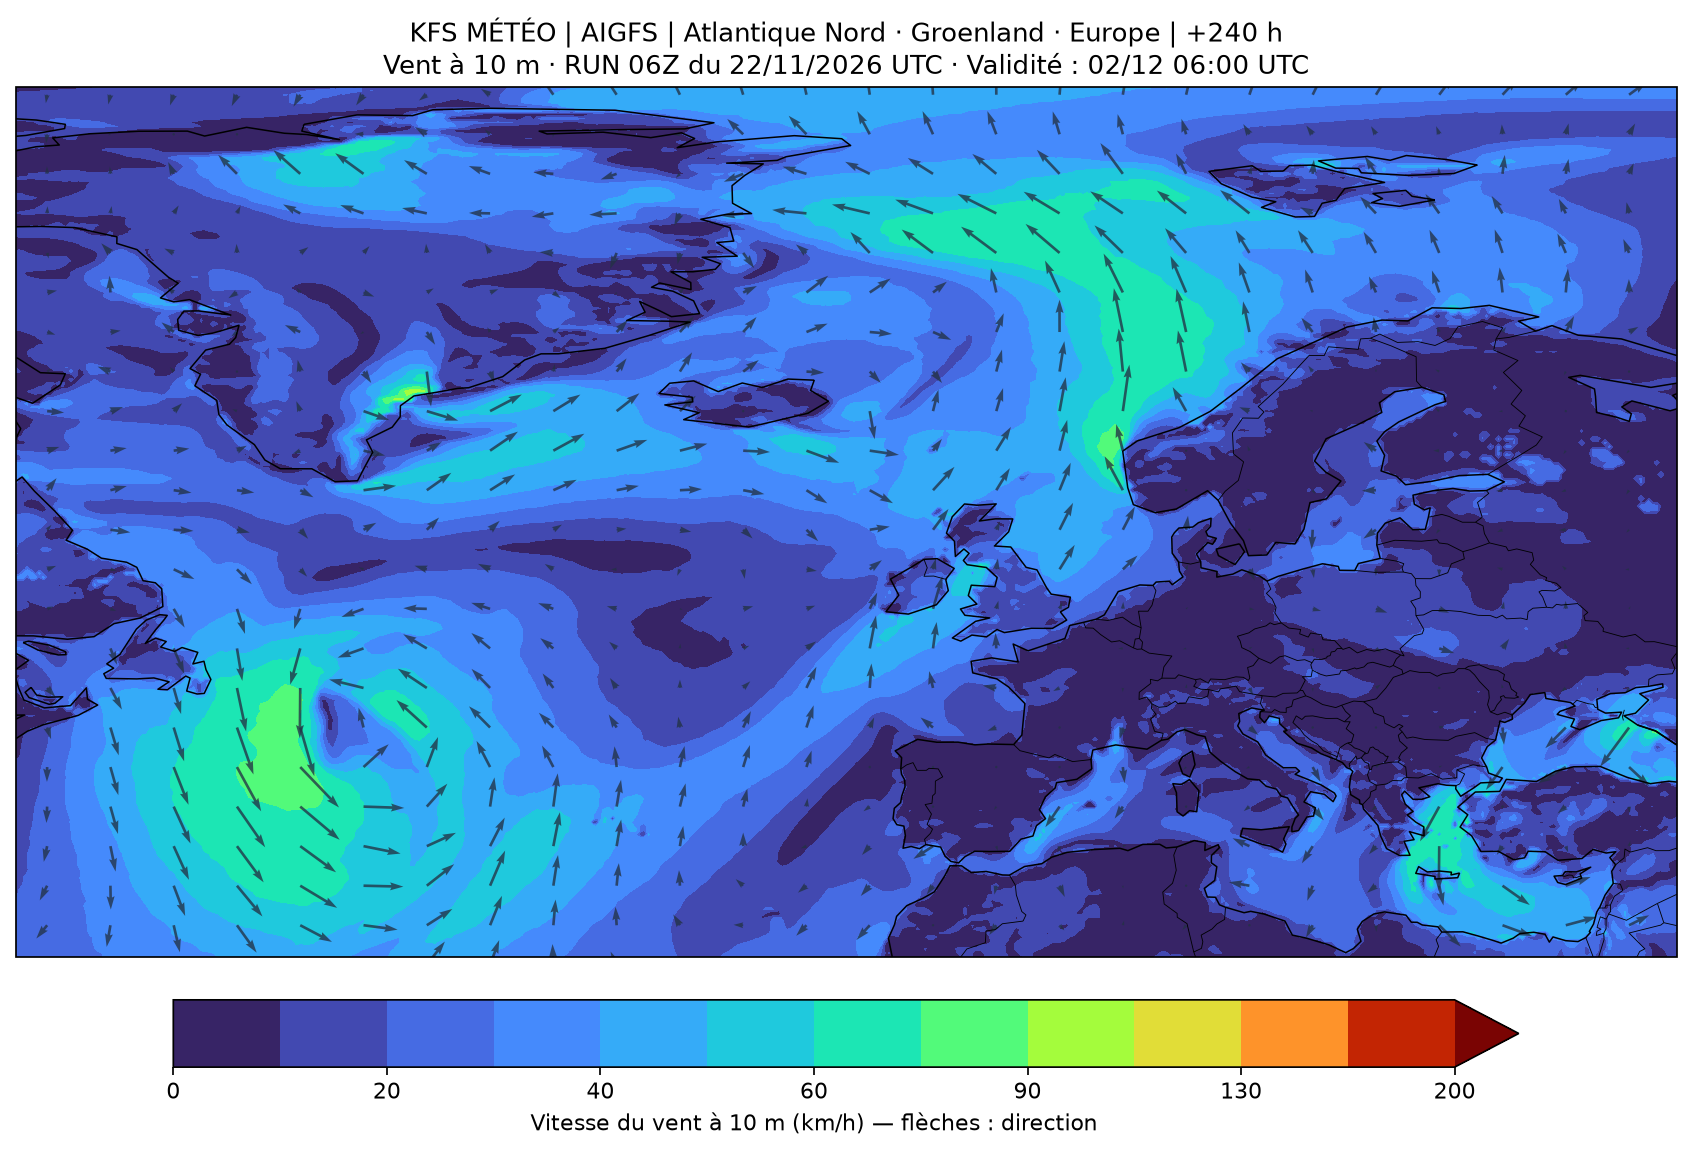 KFS MÉTÉO | AIGFS | Atlantique Nord · Groenland · Europe | +240 h
Vent à 10 m · RUN 06Z du 22/11/2026 UTC · Validité : 02/12 06:00 UTC
0 20 40 60 90 130 200
Vitesse du vent à 10 m (km/h) — flèches : direction